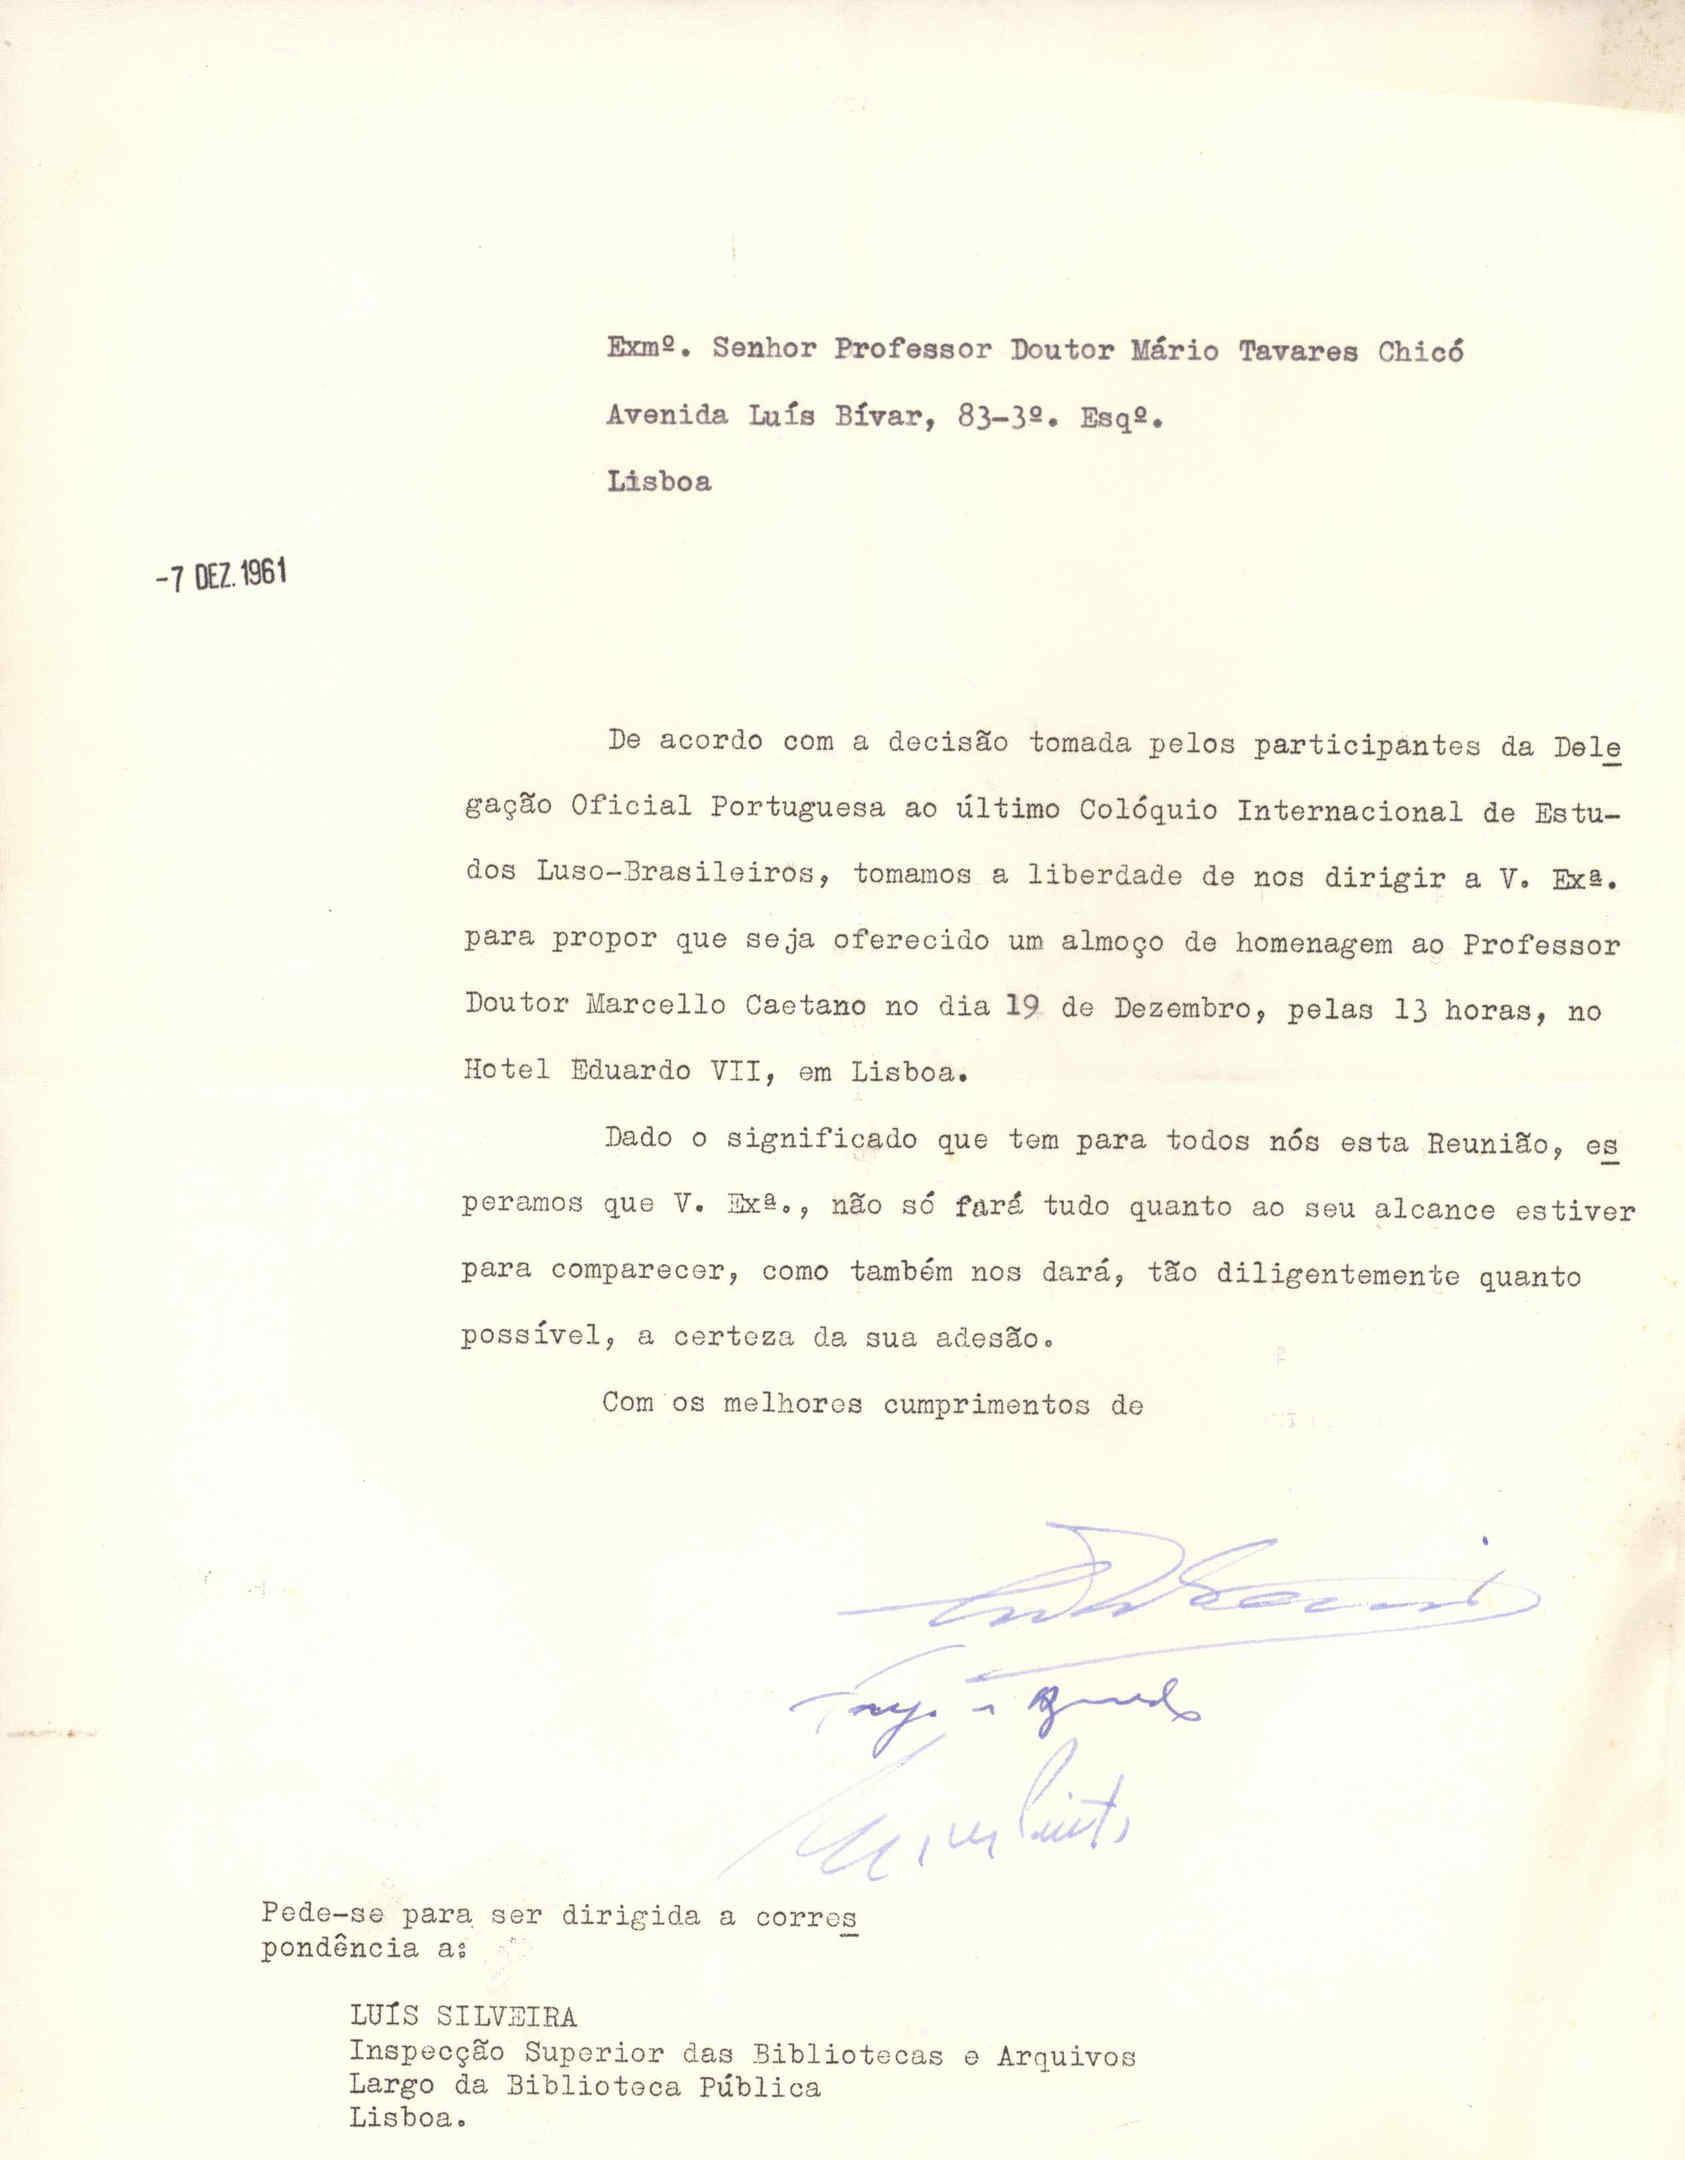 Exmº. Senhor Professor Doutor Mário Tavares Chicó
Avenida Luís Bívar, 83-3º. Esqº.
Lisboa
-7 DEZ. 1961
De acordo com a decisão tomada pelos participantes da Dele
gação Oficial Portuguesa ao último Colóquio Internacional de Estu-
dos Luso-Brasileiros, tomamos a liberdade de nos dirigir a V. Exª.
para propor que seja oferecido um almoço de homenagem ao Professor
Doutor Marcello Caetano no dia 19 de Dezembro, pelas 13 horas, no
Hotel Eduardo VII, em Lisboa.
Dado o significado que tem para todos nós esta Reunião, es
peramos que V. Exª., não só fará tudo quanto ao seu alcance estiver
para comparecer, como também nos dará, tão diligentemente quanto
possível, a certeza da sua adesão.
Com os melhores cumprimentos de
Pede-se para ser dirigida a corres
pondência a:
LUÍS SILVEIRA
Inspecção Superior das Bibliotecas e Arquivos
Largo da Biblioteca Pública
Lisboa.